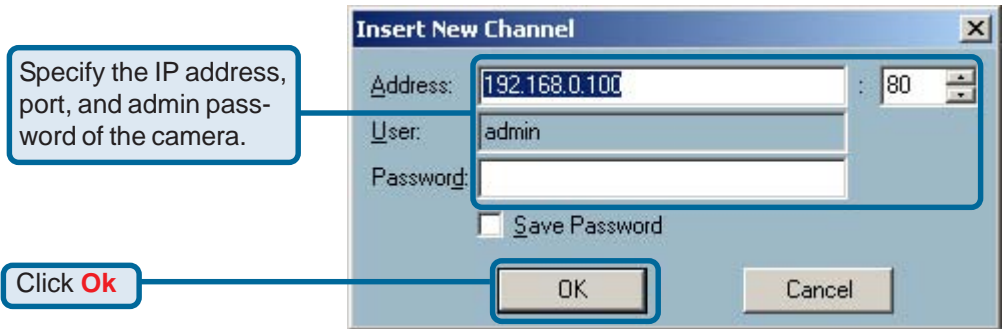 Insert New Channel
Specify the IP address,
port, and admin pass-
word of the camera.
Address: 192.168.0.100 : 80
User: admin
Password:
Save Password
Click Ok
OK Cancel